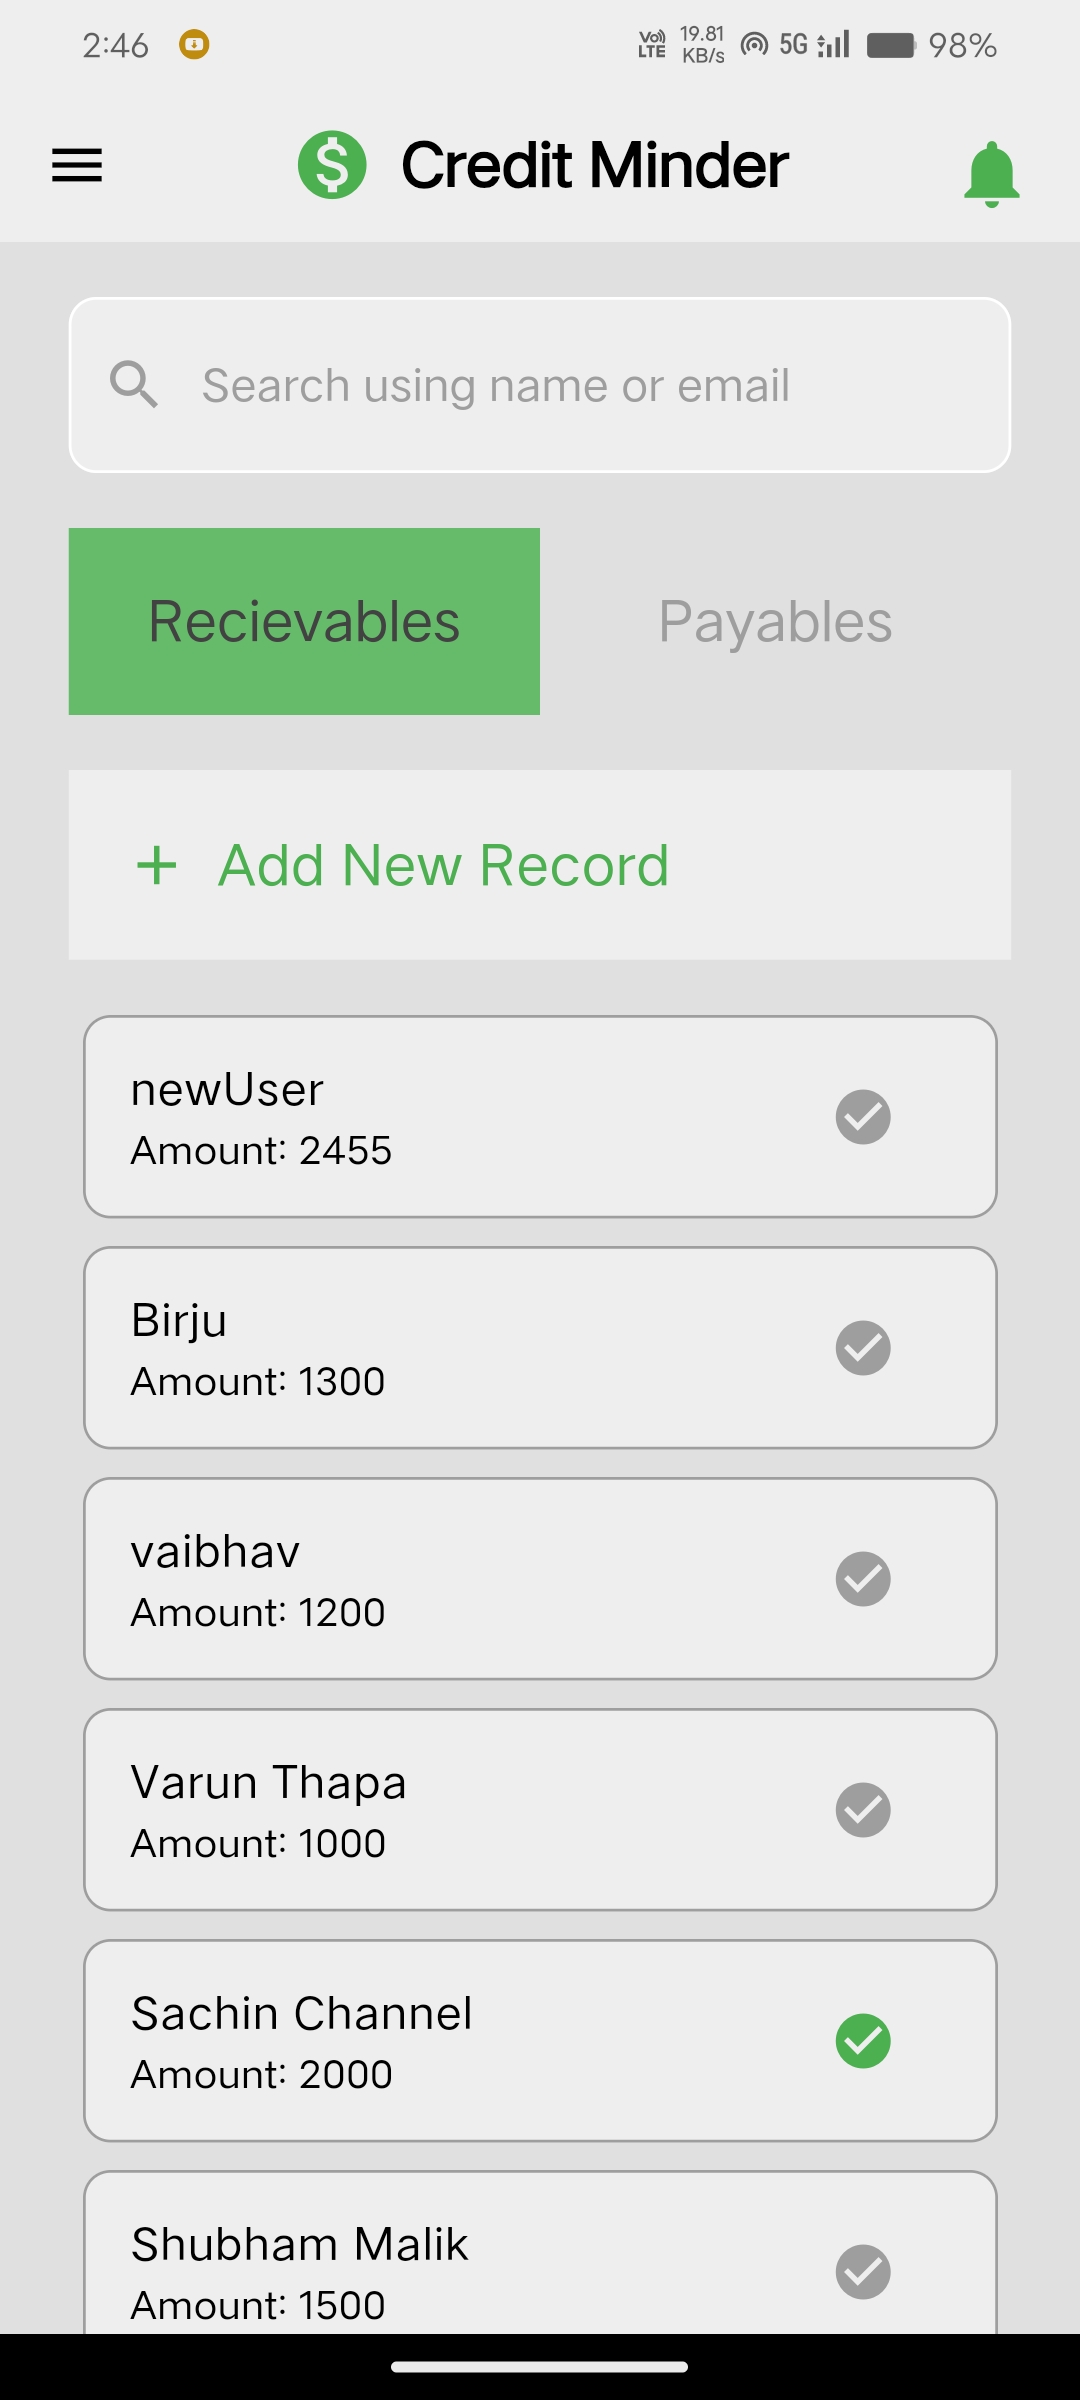 2:46
Vo LTE 19.81 KB/s 5G 98%
Credit Minder
Search using name or email
Recievables Payables
+ Add New Record
newUser
Amount: 2455
Birju
Amount: 1300
vaibhav
Amount: 1200
Varun Thapa
Amount: 1000
Sachin Channel
Amount: 2000
Shubham Malik
Amount: 1500